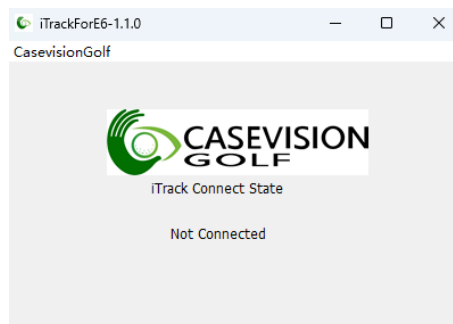 iTrackForE6-1.1.0
CasevisionGolf
CASEVISION
GOLF
iTrack Connect State
Not Connected